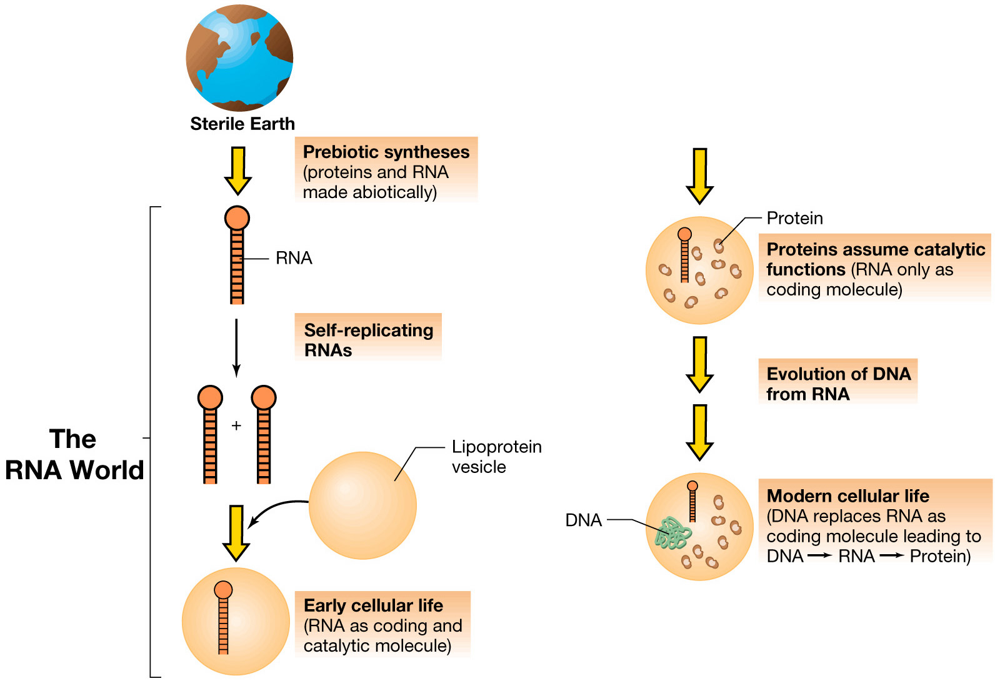 Sterile Earth
Prebiotic syntheses
(proteins and RNA
made abiotically)
RNA
Self-replicating
RNAs
+
The
RNA World
Lipoprotein
vesicle
Early cellular life
(RNA as coding and
catalytic molecule)
Protein
Proteins assume catalytic
functions (RNA only as
coding molecule)
Evolution of DNA
from RNA
DNA
Modern cellular life
(DNA replaces RNA as
coding molecule leading to
DNA → RNA → Protein)